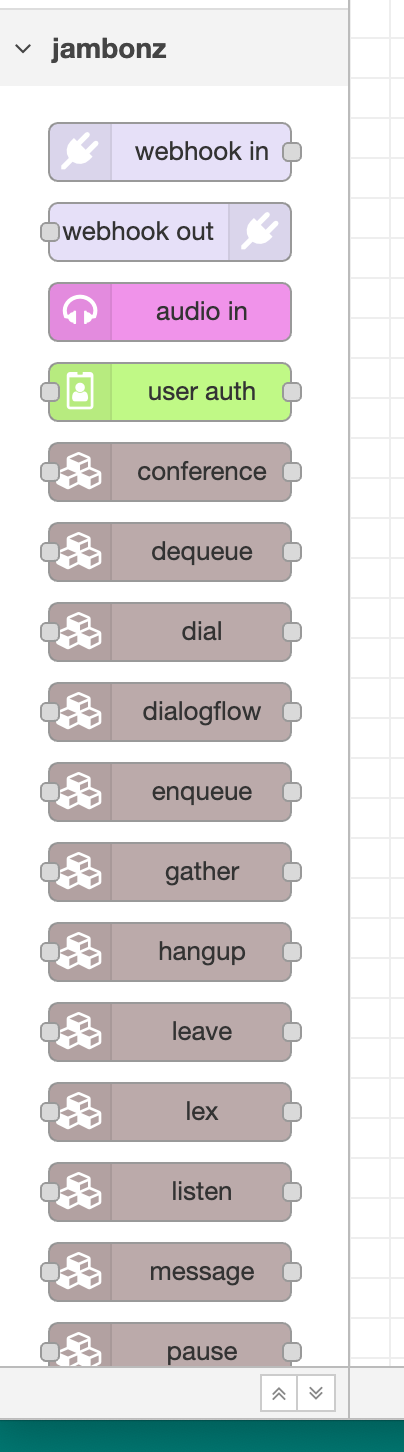 jambonz
webhook in
webhook out
audio in
user auth
conference
dequeue
dial
dialogflow
enqueue
gather
hangup
leave
lex
listen
message
pause